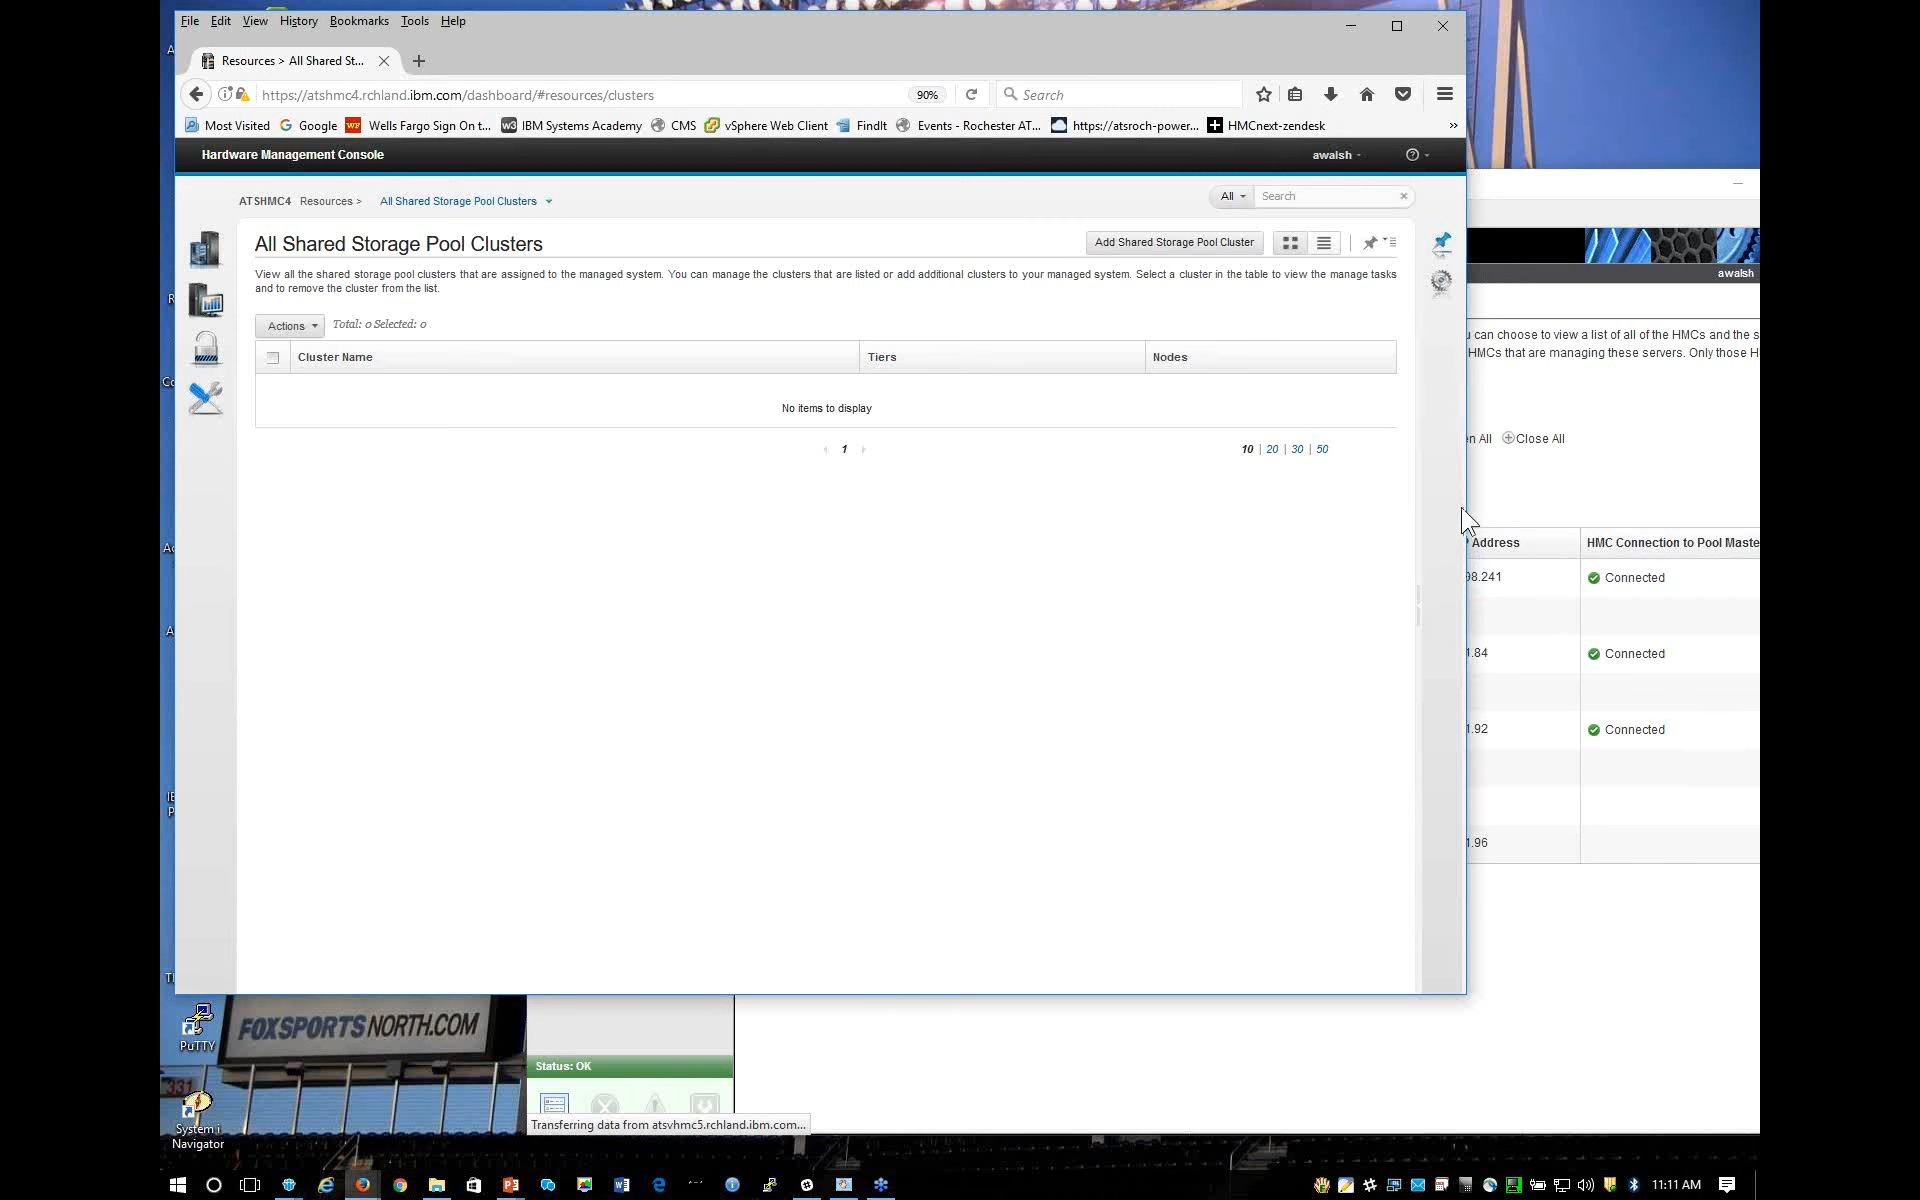 File Edit View History Bookmarks Tools Help
Resources > All Shared St...
https://atshmc4.rchland.ibm.com/dashboard/#resources/clusters 90% Search
Most Visited Google Wells Fargo Sign On t... IBM Systems Academy CMS vSphere Web Client FindIt Events - Rochester AT... https://atsroch-power... HMCnext-zendesk »
Hardware Management Console awalsh
ATSHMC4 Resources > All Shared Storage Pool Clusters All Search
All Shared Storage Pool Clusters Add Shared Storage Pool Cluster
View all the shared storage pool clusters that are assigned to the managed system. You can manage the clusters that are listed or add additional clusters to your managed system. Select a cluster in the table to view the manage tasks
and to remove the cluster from the list.
Actions Total: 0 Selected: 0
Cluster Name Tiers Nodes
No items to display
1 10 | 20 | 30 | 50
awalsh
can choose to view a list of all of the HMCs and the s
HMCs that are managing these servers. Only those H
en All Close All
Address HMC Connection to Pool Maste
98.241 Connected
1.84 Connected
1.92 Connected
1.96
FOXSPORTSNORTH.COM
331
PuTTY
System i
Navigator
Status: OK
Transferring data from atsvhmc5.rchland.ibm.com...
11:11 AM